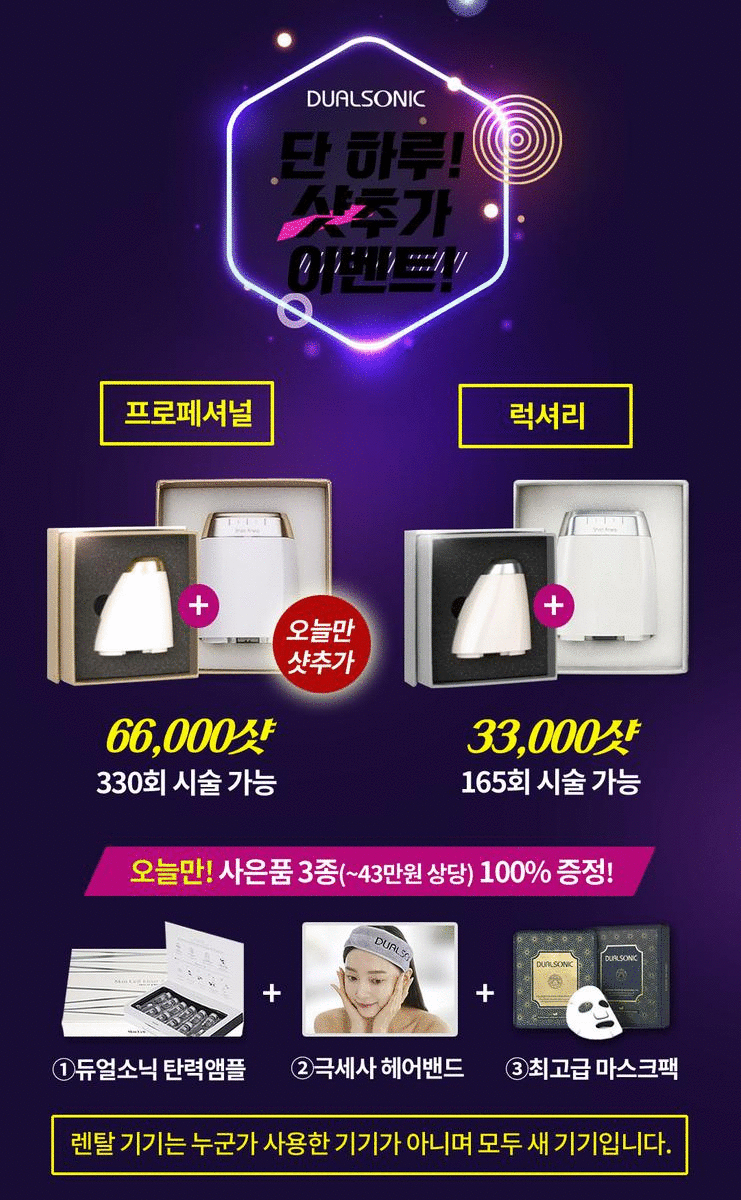 DUALSONIC
단 하루!
샷추가
이벤트!
프로페셔널
럭셔리
오늘만
샷추가
66,000샷
330회 시술 가능
33,000샷
165회 시술 가능
오늘만! 사은품 3종(~43만원 상당) 100% 증정!
DUALSONIC
DUALSONIC
①듀얼소닉 탄력앰플
②극세사 헤어밴드
③최고급 마스크팩
렌탈 기기는 누군가 사용한 기기가 아니며 모두 새 기기입니다.